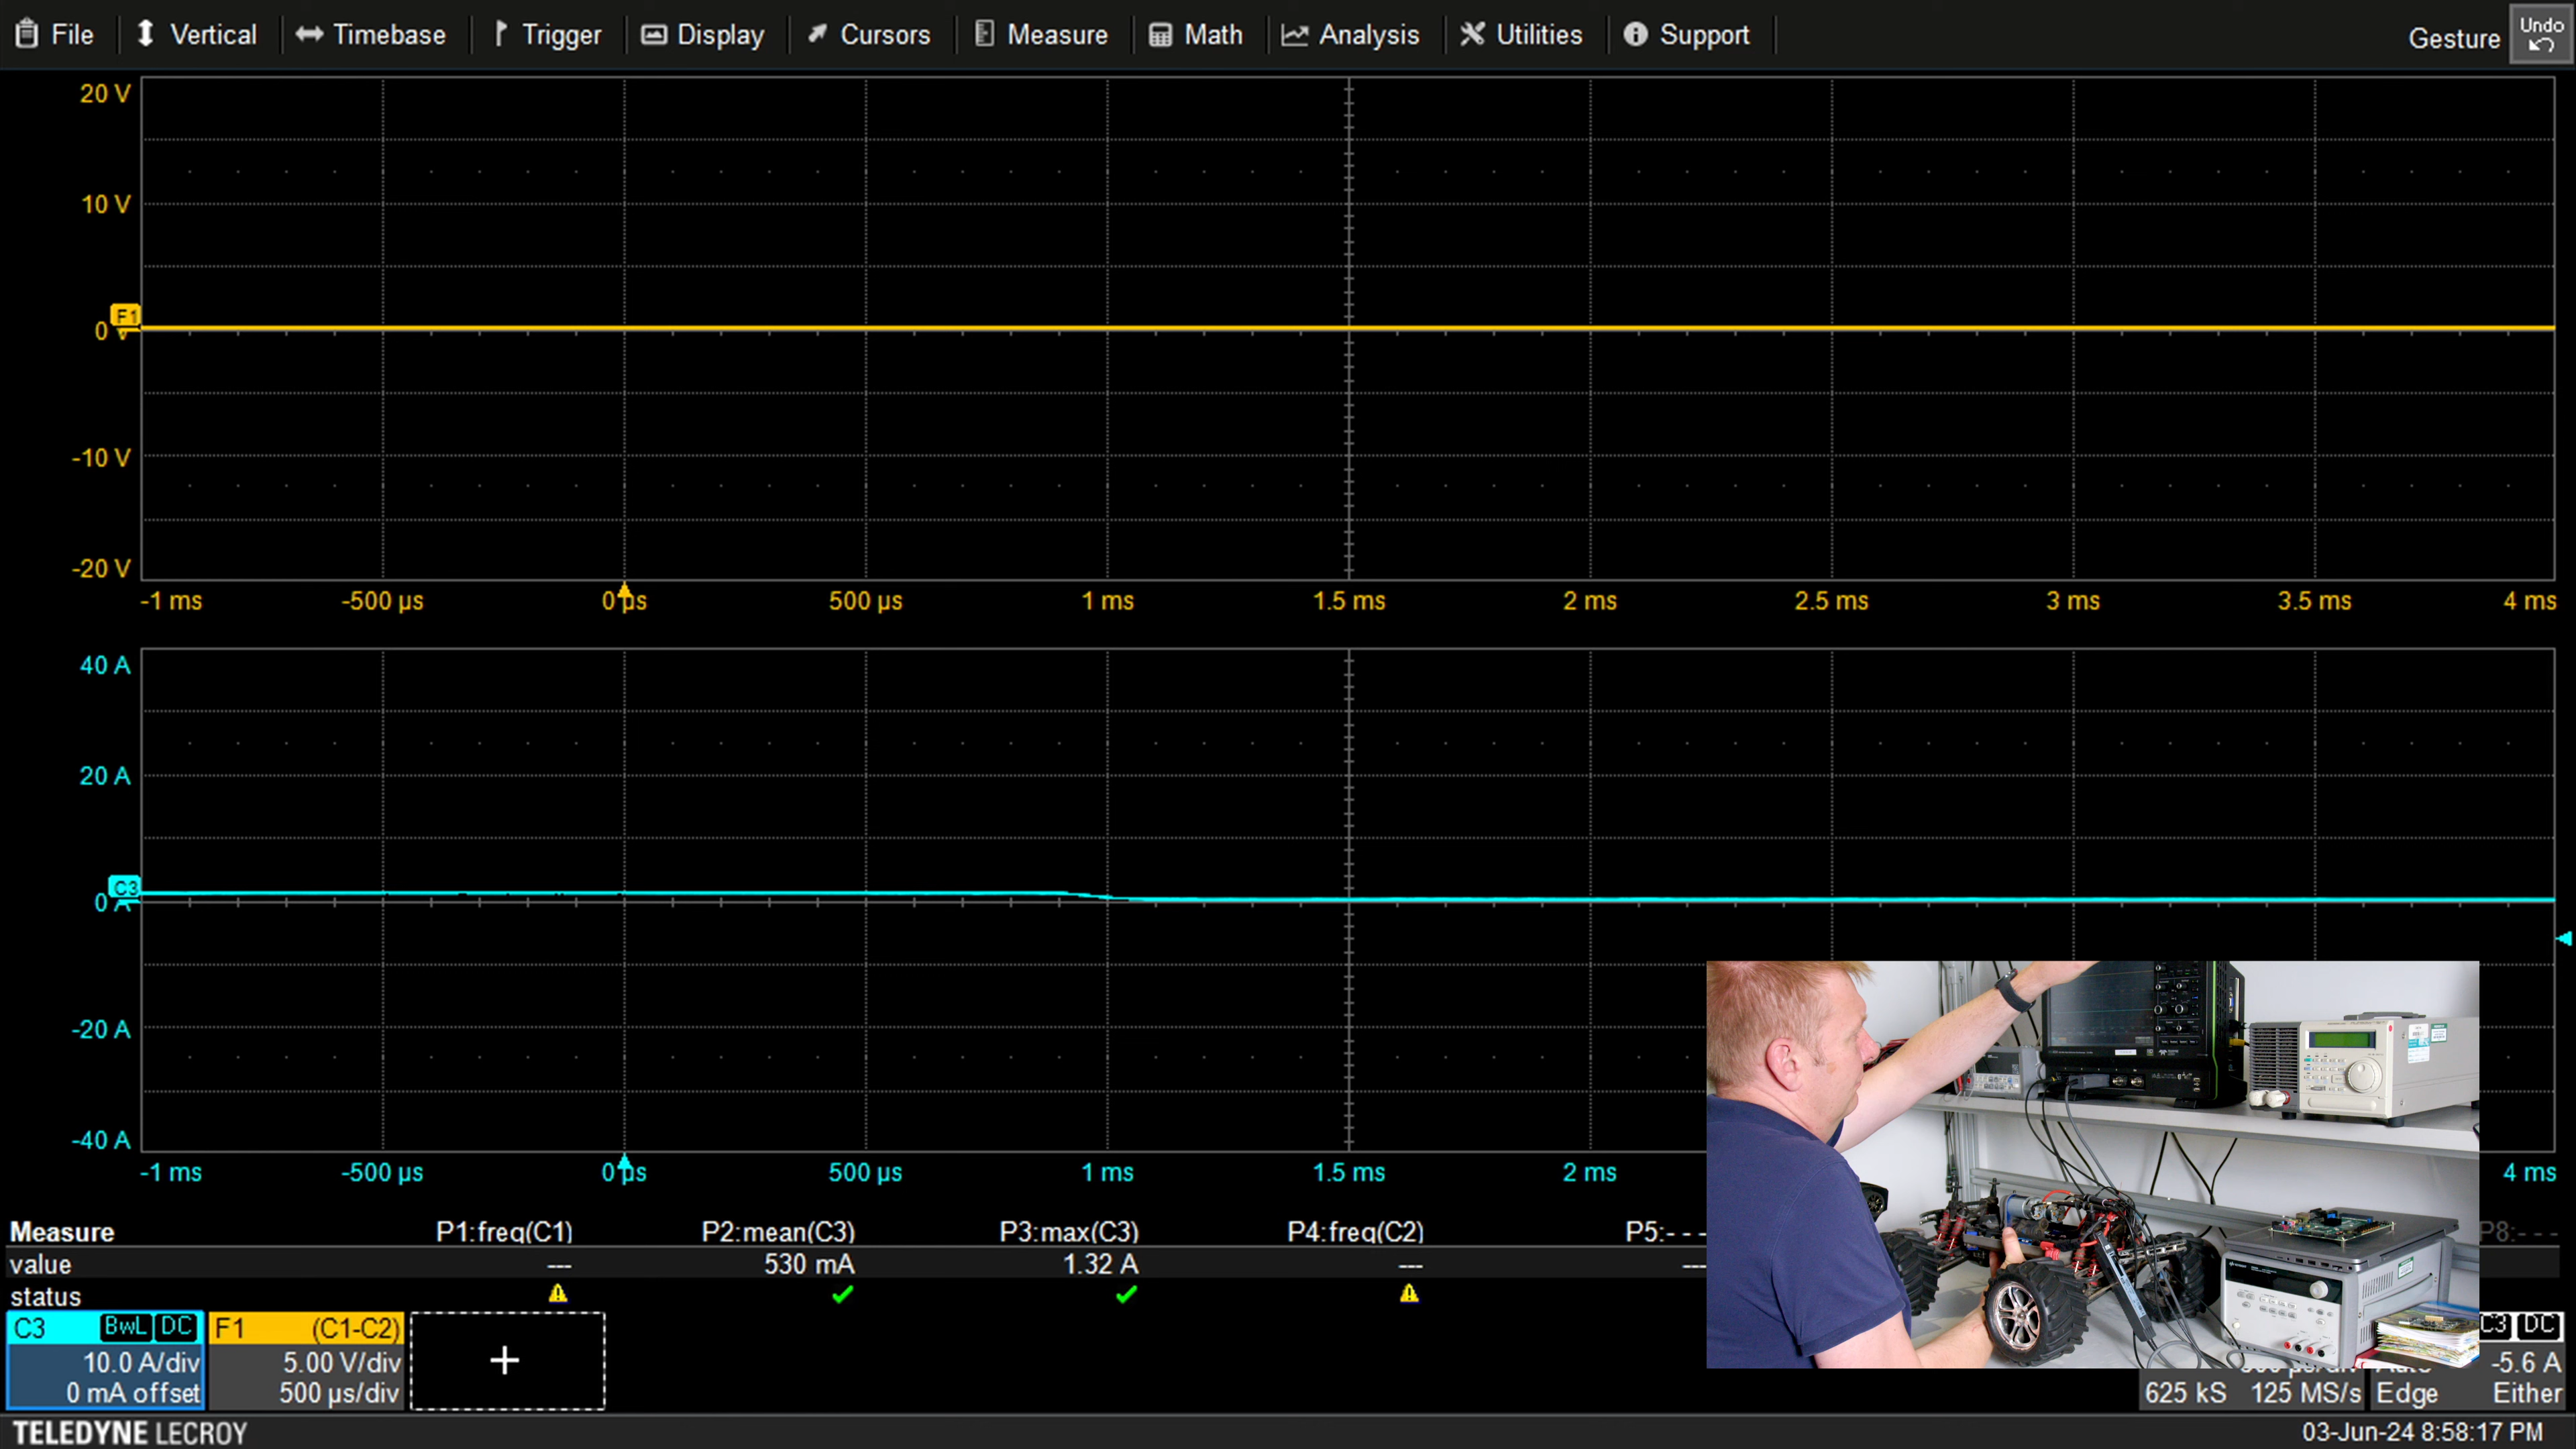 File Vertical Timebase Trigger Display Cursors Measure Math Analysis Utilities Support Gesture Undo
20 V
10 V
F1
0 V
-10 V
-20 V
-1 ms -500 µs 0 µs 500 µs 1 ms 1.5 ms 2 ms 2.5 ms 3 ms 3.5 ms 4 ms
40 A
20 A
C3
0 A
-20 A
-40 A
-1 ms -500 µs 0 µs 500 µs 1 ms 1.5 ms 2 ms 4 ms
Measure P1:freq(C1) P2:mean(C3) P3:max(C3) P4:freq(C2) P5:- - - P8:- - -
value --- 530 mA 1.32 A --- ---
status
C3 BwL DC F1 (C1-C2) C3 DC
10.0 A/div 5.00 V/div + -5.6 A
0 mA offset 500 µs/div 625 kS 125 MS/s Edge Either
TELEDYNE LECROY 03-Jun-24 8:58:17 PM